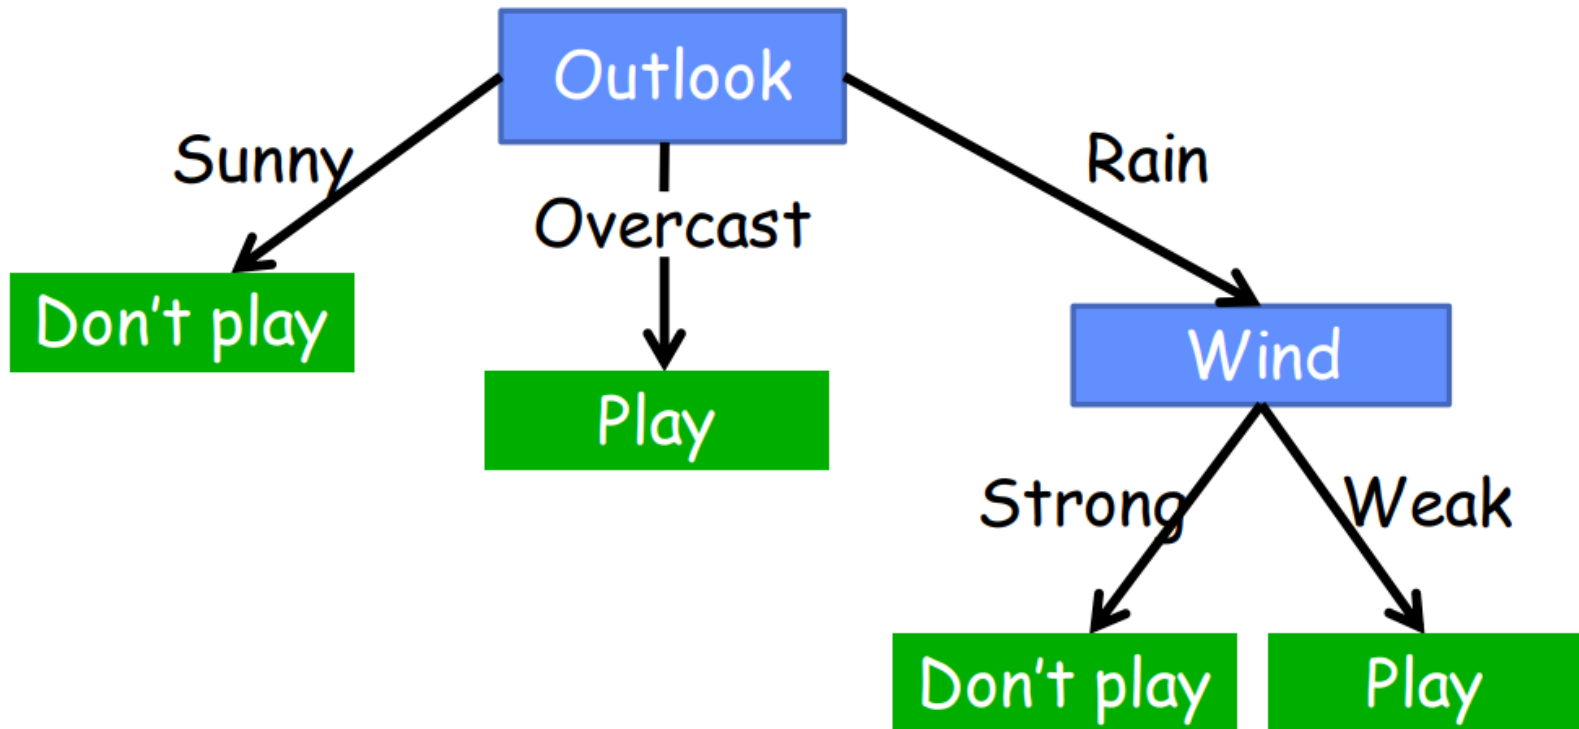 Outlook
Sunny
Rain
Overcast
Don't play
Wind
Play
Strong
Weak
Don't play
Play